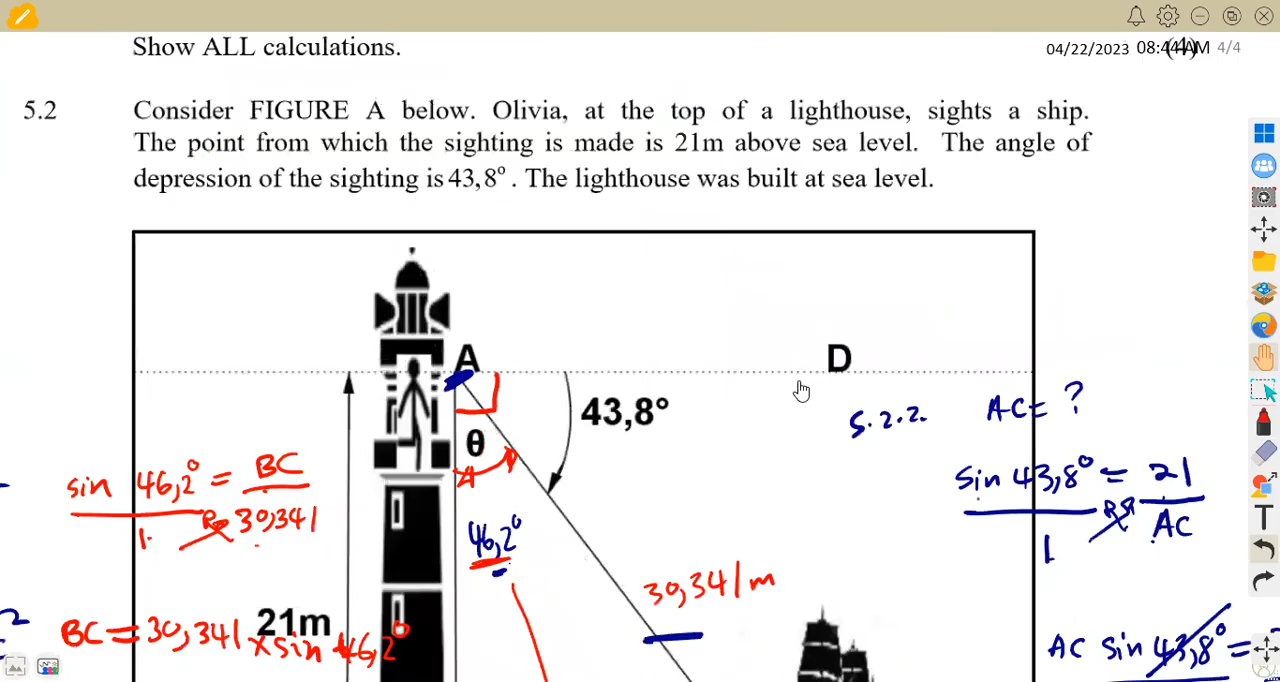 Show ALL calculations.
04/22/2023 08:44 AM 4/4
(4)
5.2 Consider FIGURE A below. Olivia, at the top of a lighthouse, sights a ship.
The point from which the sighting is made is 21m above sea level. The angle of
depression of the sighting is 43,8°. The lighthouse was built at sea level.
A
D
43,8°
θ
5.2.2. AC = ?
sin 46,2° = BC
1 30,341
sin 43,8° = 21
1 AC
46,2°
30,341m
21m
BC = 30,341 × sin 46,2°
AC sin 43,8° =
2